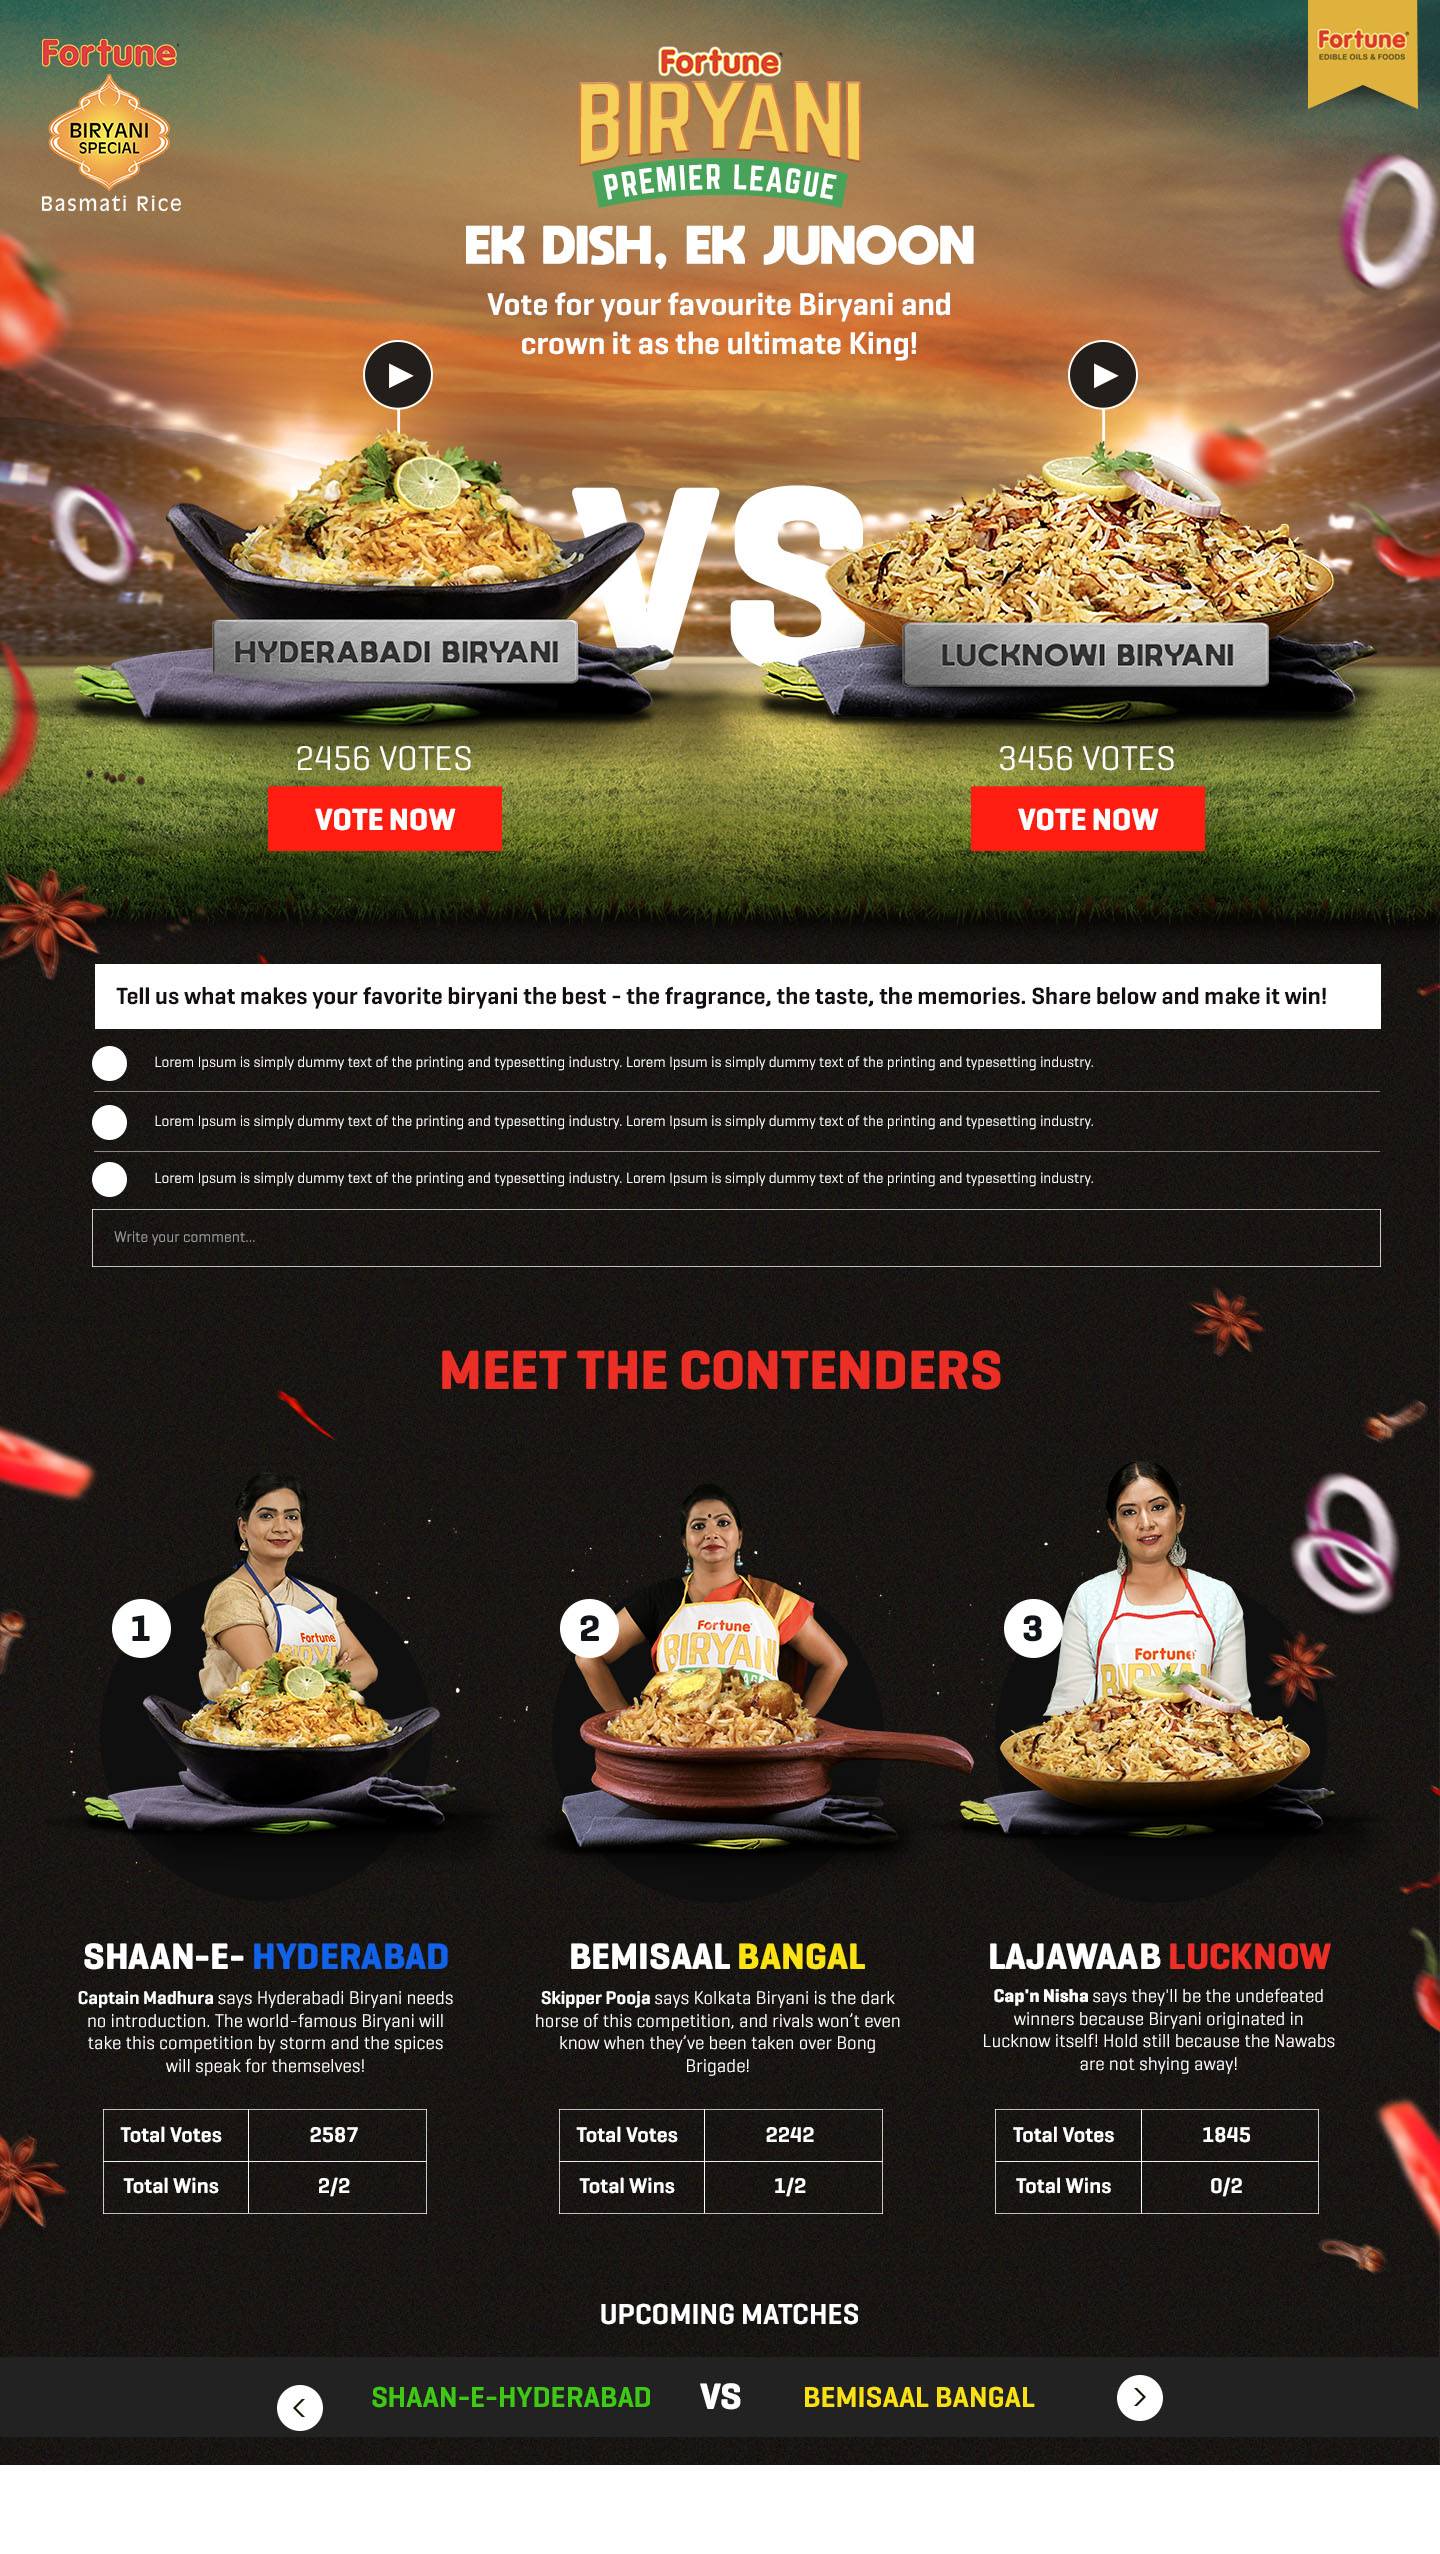 Fortune
BIRYANI
SPECIAL
Basmati Rice
Fortune
BIRYANI
PREMIER LEAGUE
Fortune
EDIBLE OILS & FOODS
EK DISH, EK JUNOON
Vote for your favourite Biryani and
crown it as the ultimate King!
VS
HYDERABADI BIRYANI
LUCKNOWI BIRYANI
2456 VOTES
3456 VOTES
VOTE NOW
VOTE NOW
Tell us what makes your favorite biryani the best - the fragrance, the taste, the memories. Share below and make it win!
Lorem Ipsum is simply dummy text of the printing and typesetting industry. Lorem Ipsum is simply dummy text of the printing and typesetting industry.
Lorem Ipsum is simply dummy text of the printing and typesetting industry. Lorem Ipsum is simply dummy text of the printing and typesetting industry.
Lorem Ipsum is simply dummy text of the printing and typesetting industry. Lorem Ipsum is simply dummy text of the printing and typesetting industry.
Write your comment...
MEET THE CONTENDERS
1
Fortune
2
Fortune
BIRYANI
3
Fortune
SHAAN-E- HYDERABAD
Captain Madhura says Hyderabadi Biryani needs
no introduction. The world-famous Biryani will
take this competition by storm and the spices
will speak for themselves!
Total Votes 2587
Total Wins 2/2
BEMISAAL BANGAL
Skipper Pooja says Kolkata Biryani is the dark
horse of this competition, and rivals won't even
know when they've been taken over Bong
Brigade!
Total Votes 2242
Total Wins 1/2
LAJAWAAB LUCKNOW
Cap'n Nisha says they'll be the undefeated
winners because Biryani originated in
Lucknow itself! Hold still because the Nawabs
are not shying away!
Total Votes 1845
Total Wins 0/2
UPCOMING MATCHES
SHAAN-E-HYDERABAD VS BEMISAAL BANGAL